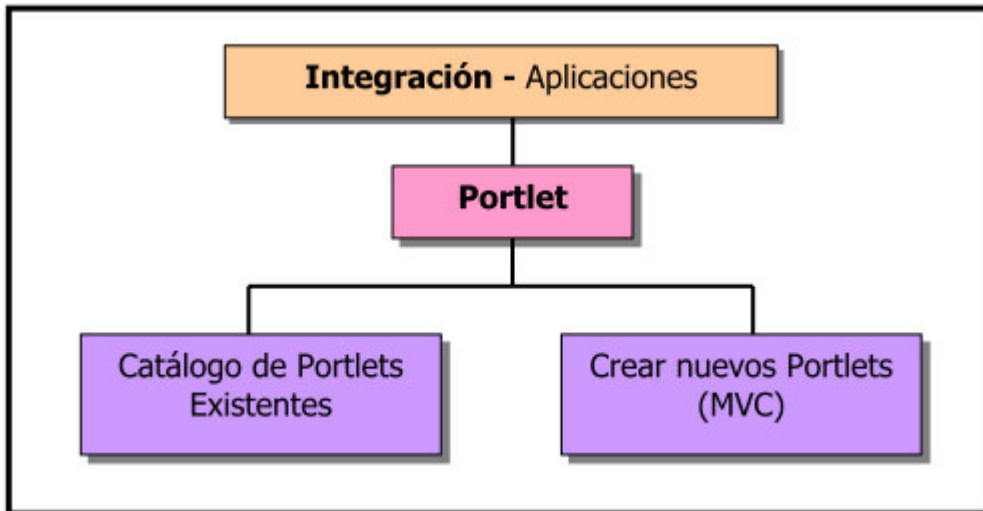 Integración - Aplicaciones
Portlet
Catálogo de Portlets
Existentes
Crear nuevos Portlets
(MVC)